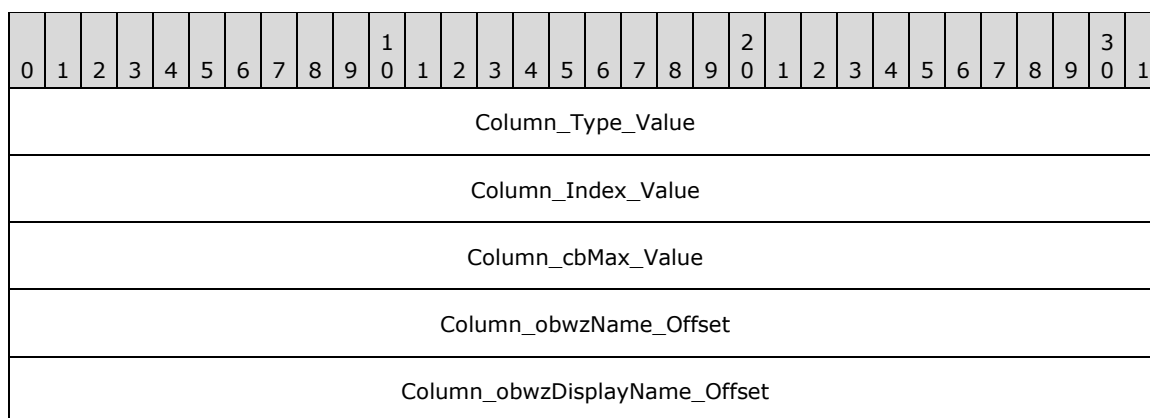 1 2 3
0 1 2 3 4 5 6 7 8 9 0 1 2 3 4 5 6 7 8 9 0 1 2 3 4 5 6 7 8 9 0 1
Column_Type_Value
Column_Index_Value
Column_cbMax_Value
Column_obwzName_Offset
Column_obwzDisplayName_Offset